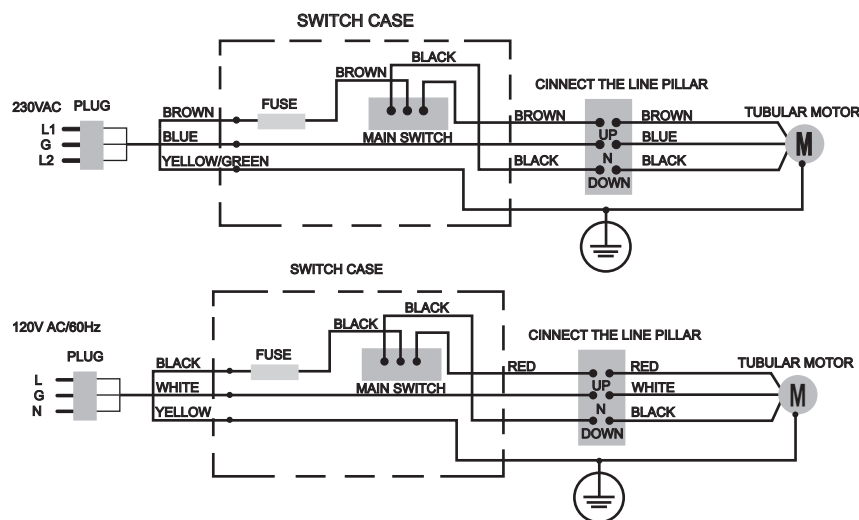 SWITCH CASE
BLACK
BROWN
CINNECT THE LINE PILLAR
230VAC PLUG
BROWN
FUSE
BROWN
BROWN
TUBULAR MOTOR
L1
G
L2
BLUE
MAIN SWITCH
UP
BLUE
M
YELLOW/GREEN
BLACK
N
BLACK
DOWN
SWITCH CASE
BLACK
120V AC/60Hz
BLACK
CINNECT THE LINE PILLAR
PLUG
BLACK
FUSE
RED
RED
TUBULAR MOTOR
L
G
N
WHITE
MAIN SWITCH
UP
WHITE
M
YELLOW
N
BLACK
DOWN